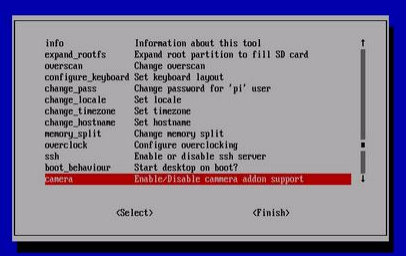 info Information about this tool
expand_rootfs Expand root partition to fill SD card
overscan Change overscan
configure_keyboard Set keyboard layout
change_pass Change password for 'pi' user
change_locale Set locale
change_timezone Set timezone
change_hostname Set hostname
memory_split Change memory split
overclock Configure overclocking
ssh Enable or disable ssh server
boot_behaviour Start desktop on boot?
camera Enable/Disable cammera addon support
<Select> <Finish>